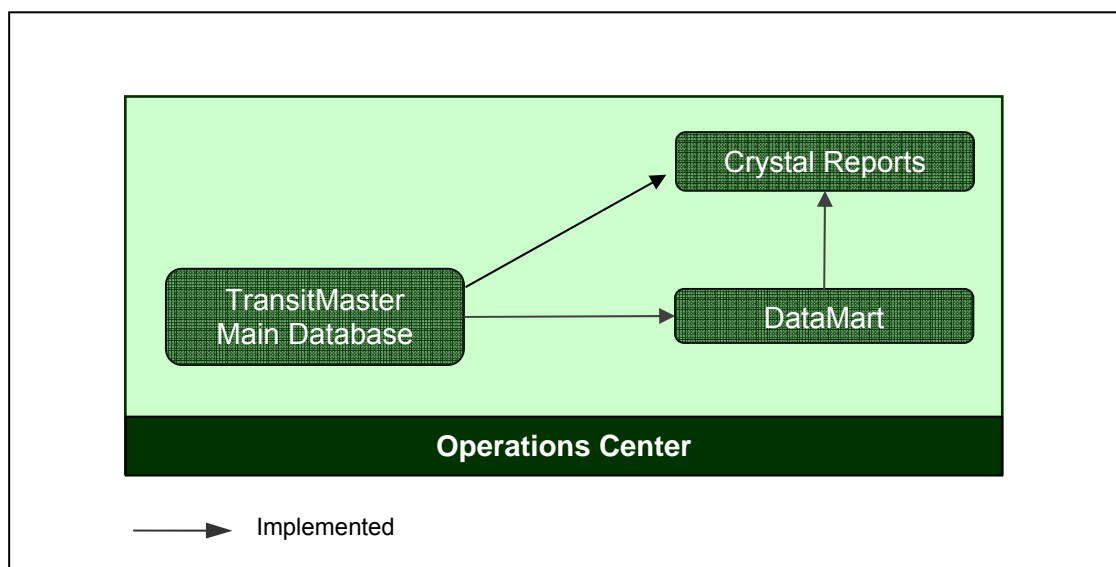 Crystal Reports
TransitMaster
Main Database
DataMart
Operations Center
Implemented